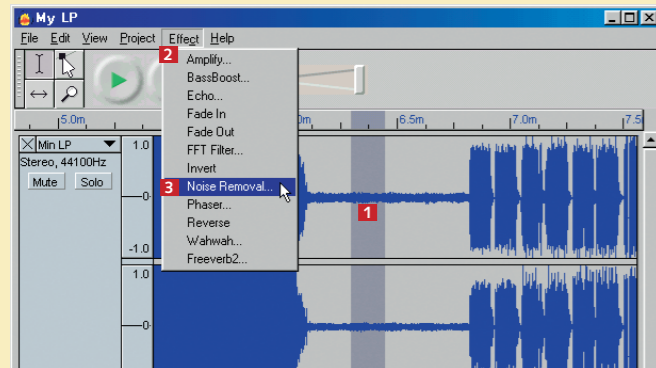 My LP
File Edit View Project Effect Help
2
Amplify...
BassBoost...
Echo...
Fade In
Fade Out
FFT Filter...
Invert
3 Noise Removal...
Phaser...
Reverse
Wahwah...
Freeverb2...
5.0m 0m 6.5m 7.0m 7.5
Min LP
Stereo, 44100Hz
Mute Solo
1.0
0
-1.0
1
1.0
0